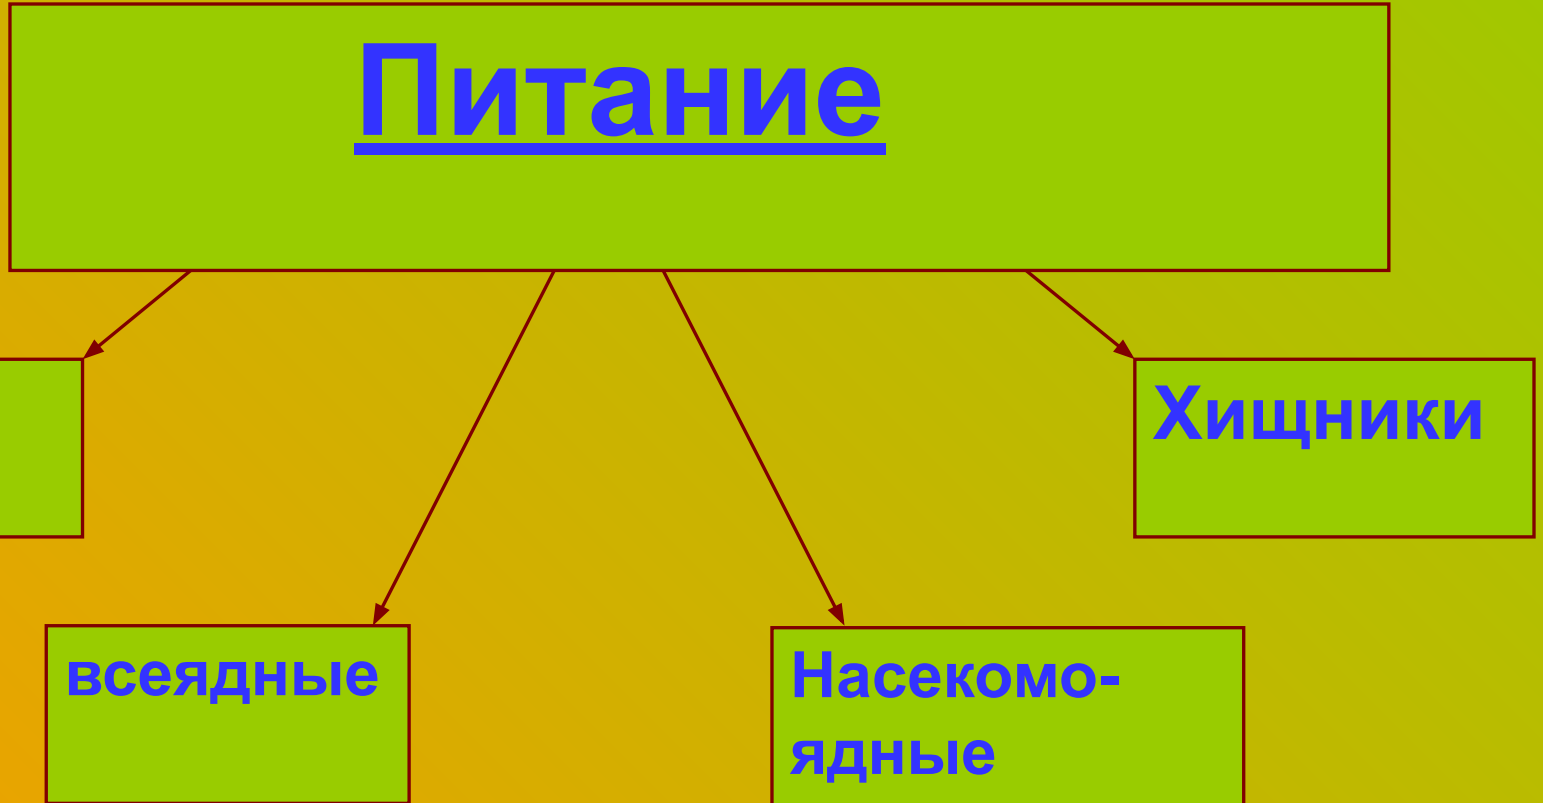 Питание
Хищники
всеядные
Насекомо-
ядные